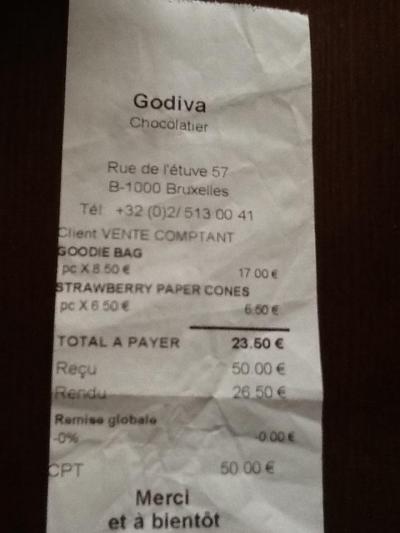 Godiva
Chocolatier
Rue de l'étuve 57
B-1000 Bruxelles
Tél +32 (0)2/ 513 00 41
Client VENTE COMPTANT
GOODIE BAG
pc X 8.50 € 17.00 €
STRAWBERRY PAPER CONES
pc X 6.50 € 6.50 €
TOTAL A PAYER 23.50 €
Reçu 50.00 €
Rendu 26.50 €
Remise globale
-0% -0.00 €
CPT 50.00 €
Merci
et à bientôt